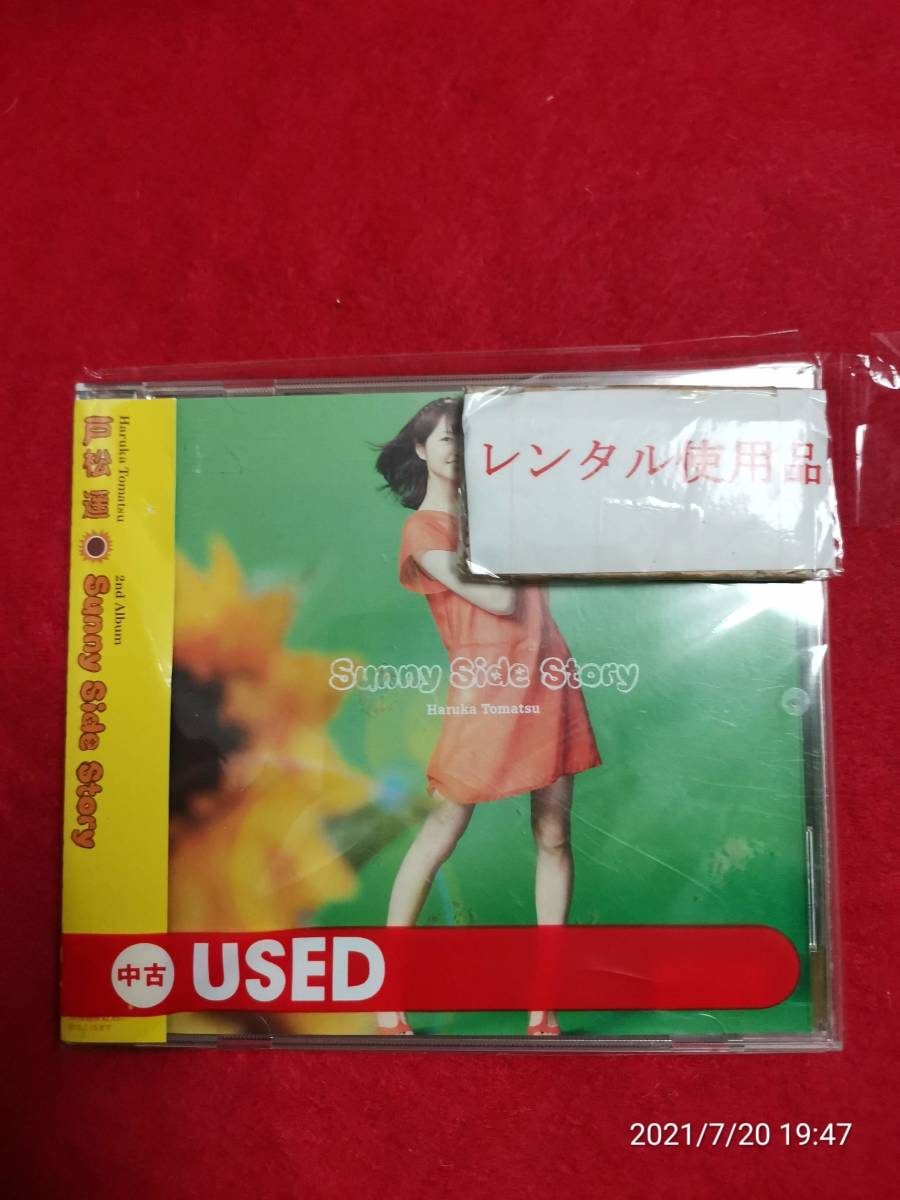 Haruka Tomatsu
戸松 遥
2nd Album
Sunny Side Story
レンタル使用品
Sunny Side Story
Haruka Tomatsu
中古 USED
2021/7/20 19:47